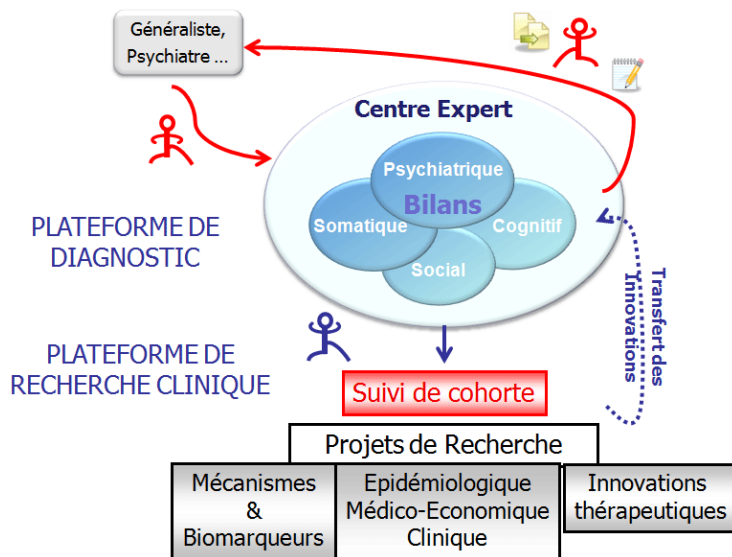 Généraliste,
Psychiatre ...
Centre Expert
Psychiatrique
Bilans
Somatique
Cognitif
Social
PLATEFORME DE
DIAGNOSTIC
Transfert des
Innovations
PLATEFORME DE
RECHERCHE CLINIQUE
Suivi de cohorte
Projets de Recherche
Mécanismes
&
Biomarqueurs
Epidémiologique
Médico-Economique
Clinique
Innovations
thérapeutiques